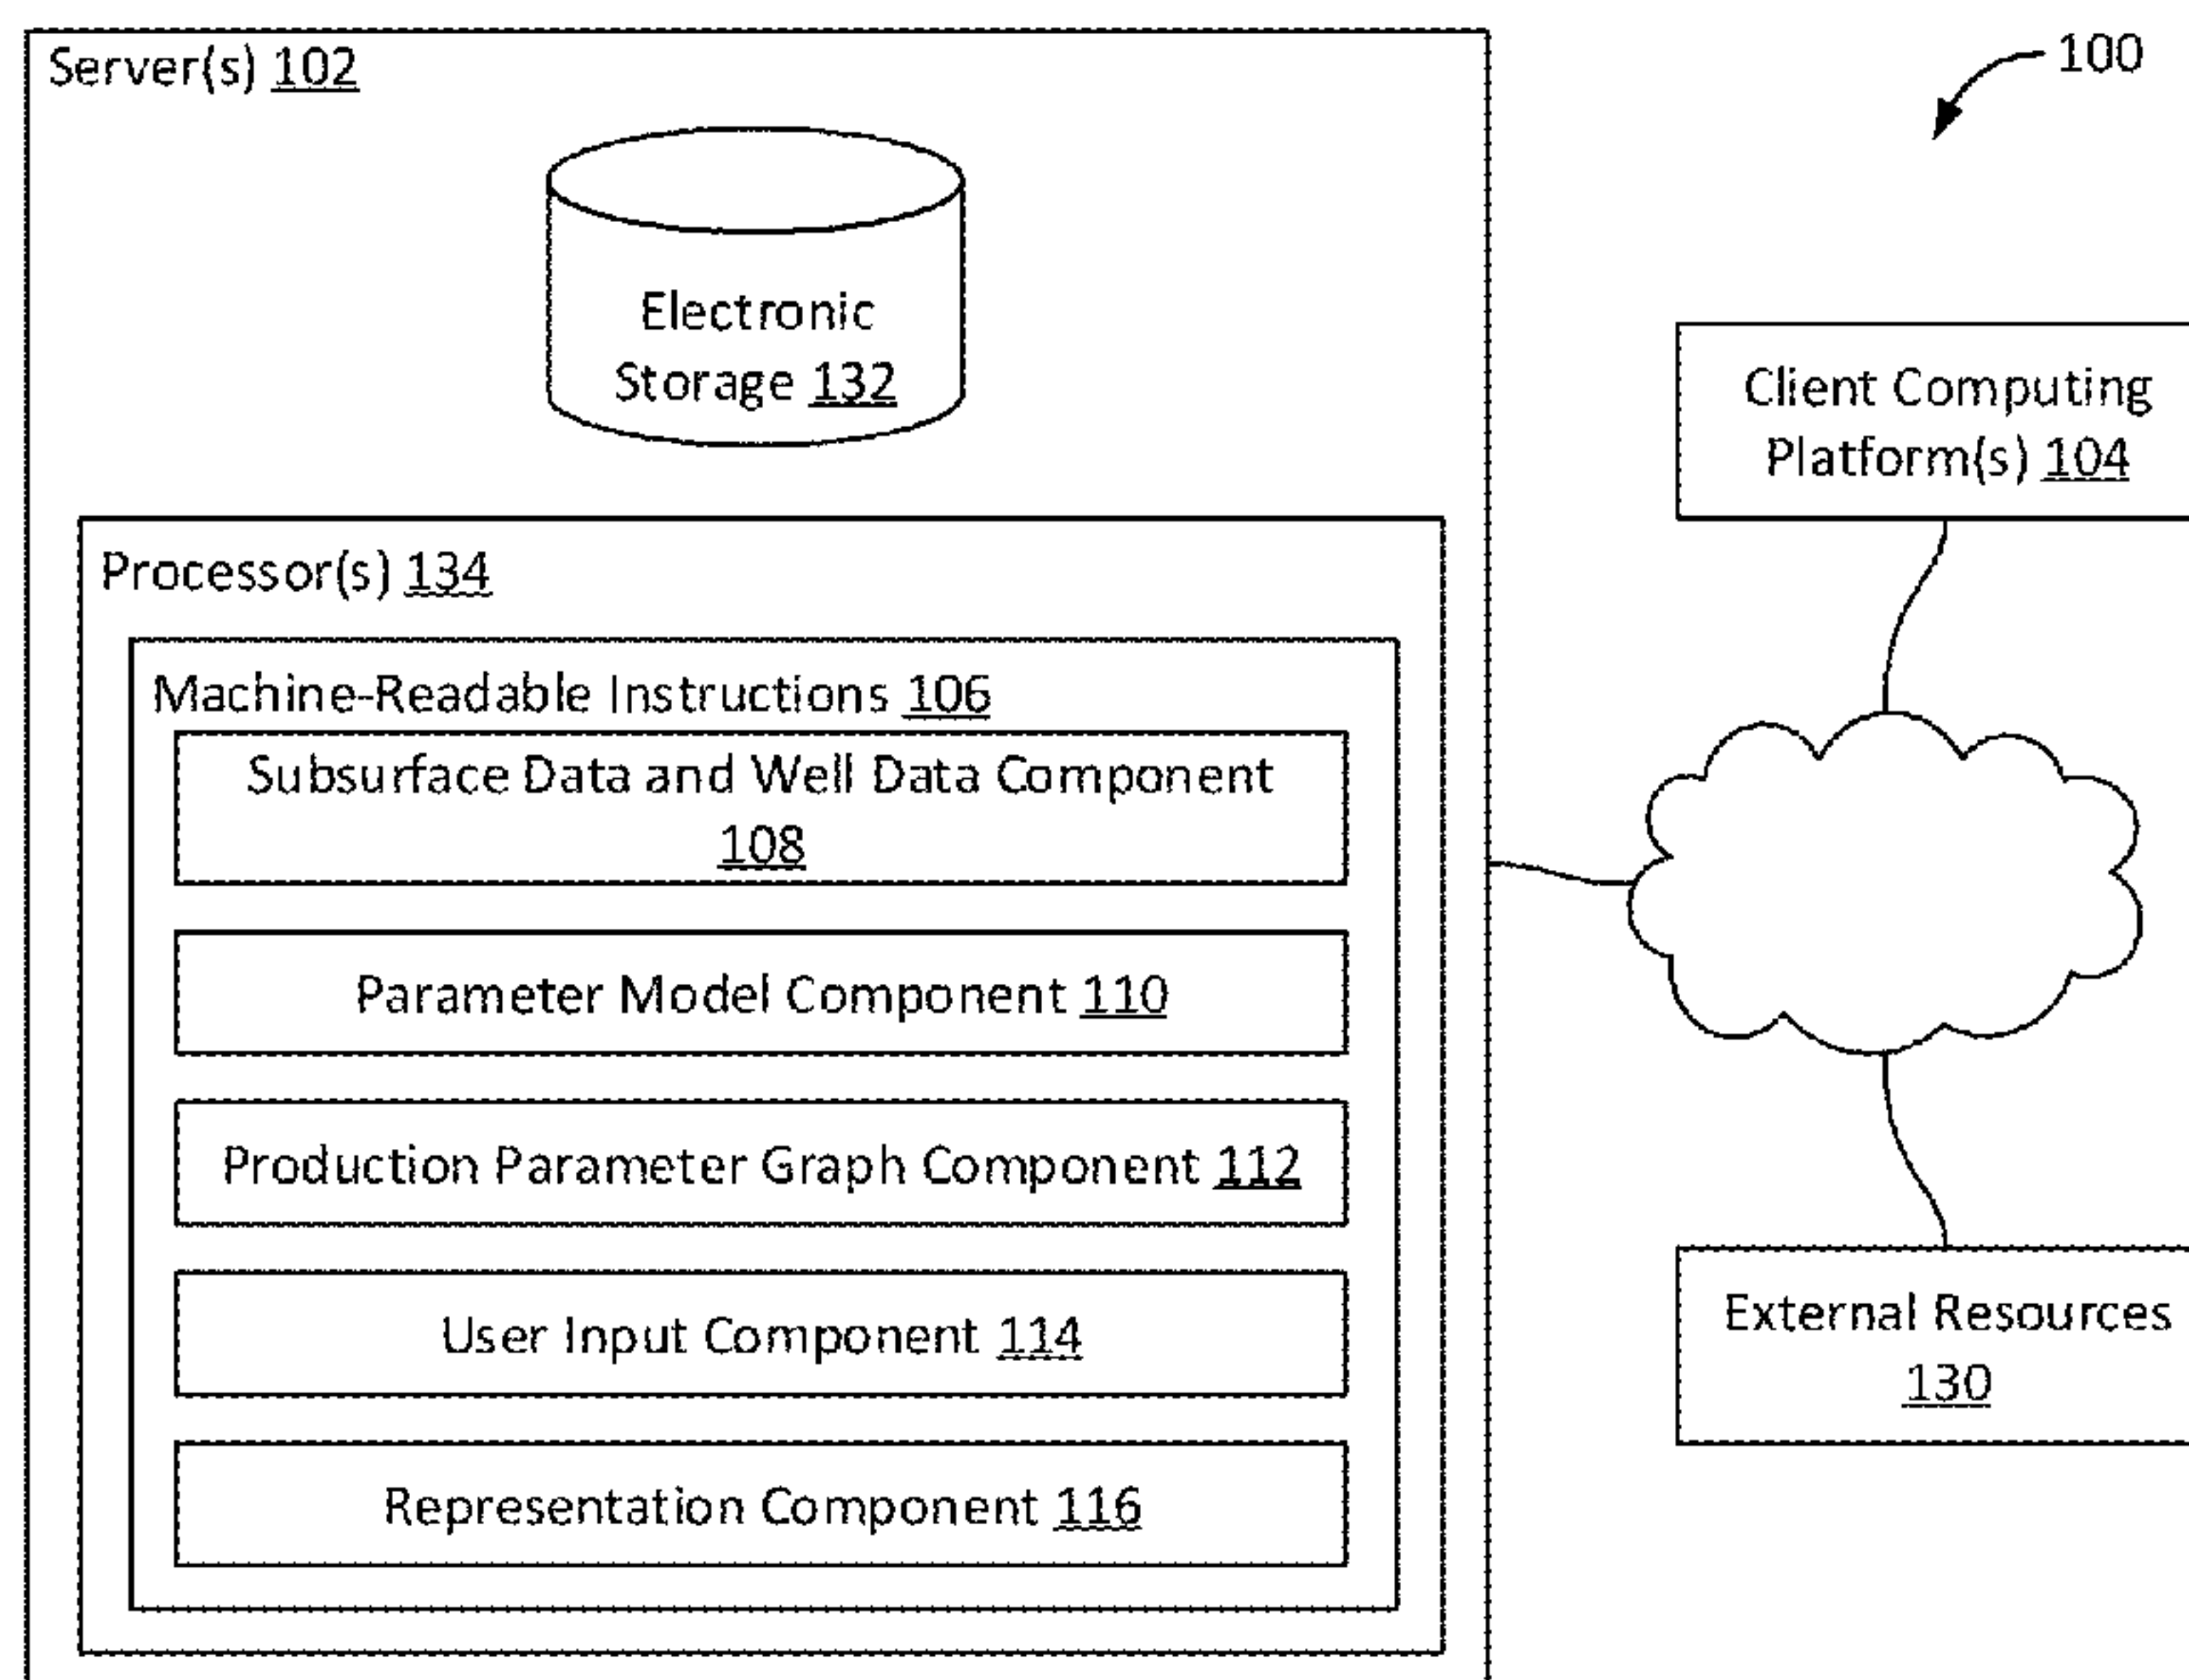 Server(s) 102
100
Electronic
Storage 132
Client Computing
Platform(s) 104
Processor(s) 134
Machine-Readable Instructions 106
Subsurface Data and Well Data Component
108
Parameter Model Component 110
Production Parameter Graph Component 112
User Input Component 114
Representation Component 116
External Resources
130